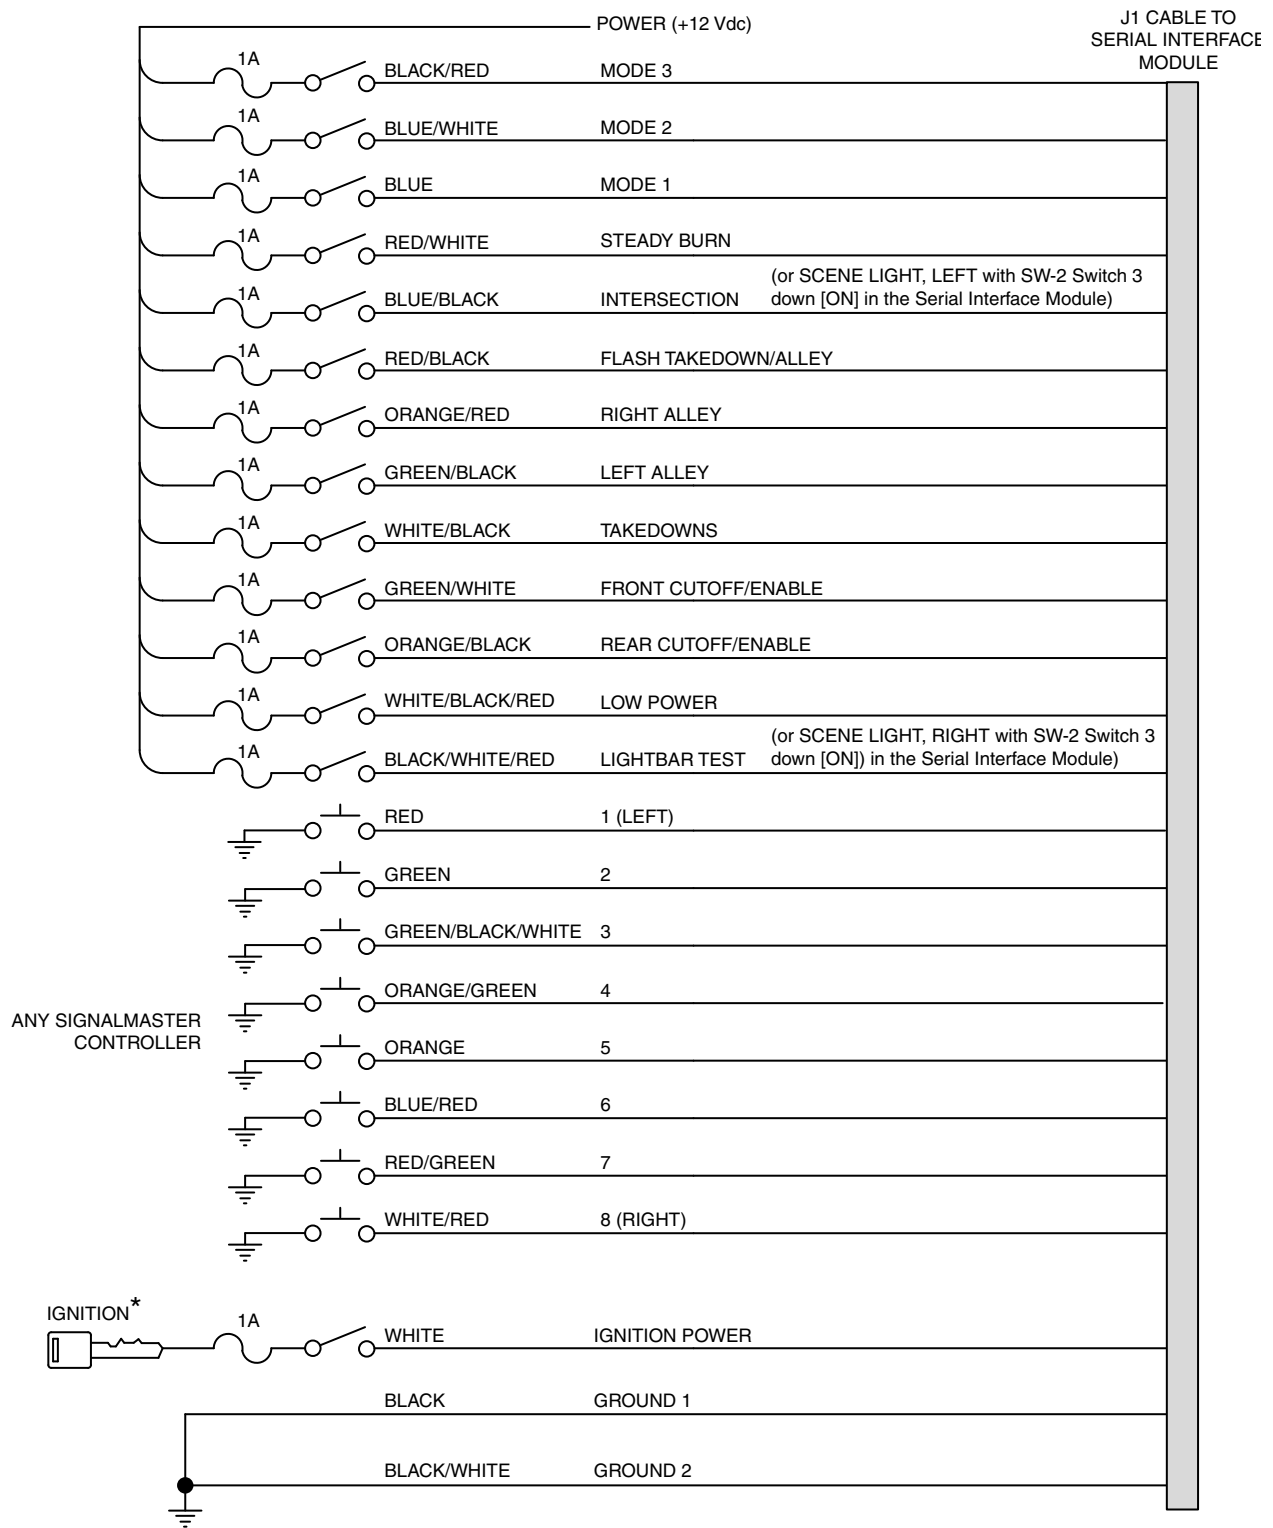 POWER (+12 Vdc)
J1 CABLE TO
SERIAL INTERFACE
MODULE
1A BLACK/RED MODE 3
1A BLUE/WHITE MODE 2
1A BLUE MODE 1
1A RED/WHITE STEADY BURN
(or SCENE LIGHT, LEFT with SW-2 Switch 3
1A BLUE/BLACK INTERSECTION down [ON] in the Serial Interface Module)
1A RED/BLACK FLASH TAKEDOWN/ALLEY
1A ORANGE/RED RIGHT ALLEY
1A GREEN/BLACK LEFT ALLEY
1A WHITE/BLACK TAKEDOWNS
1A GREEN/WHITE FRONT CUTOFF/ENABLE
1A ORANGE/BLACK REAR CUTOFF/ENABLE
1A WHITE/BLACK/RED LOW POWER
(or SCENE LIGHT, RIGHT with SW-2 Switch 3
1A BLACK/WHITE/RED LIGHTBAR TEST down [ON]) in the Serial Interface Module)
RED 1 (LEFT)
GREEN 2
GREEN/BLACK/WHITE 3
ORANGE/GREEN 4
ANY SIGNALMASTER
CONTROLLER
ORANGE 5
BLUE/RED 6
RED/GREEN 7
WHITE/RED 8 (RIGHT)
IGNITION*
1A WHITE IGNITION POWER
BLACK GROUND 1
BLACK/WHITE GROUND 2